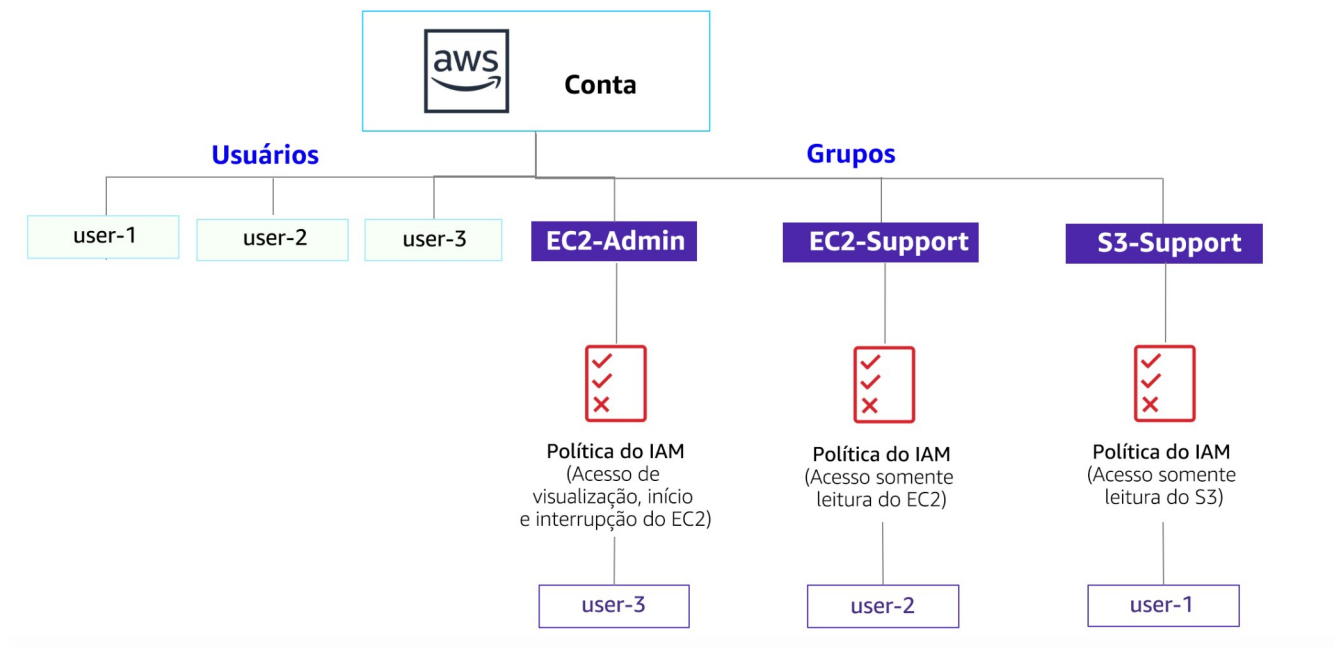 aws
Conta
Usuários
Grupos
user-1
user-2
user-3
EC2-Admin
EC2-Support
S3-Support
Política do IAM
(Acesso de
visualização, início
e interrupção do EC2)
Política do IAM
(Acesso somente
leitura do EC2)
Política do IAM
(Acesso somente
leitura do S3)
user-3
user-2
user-1